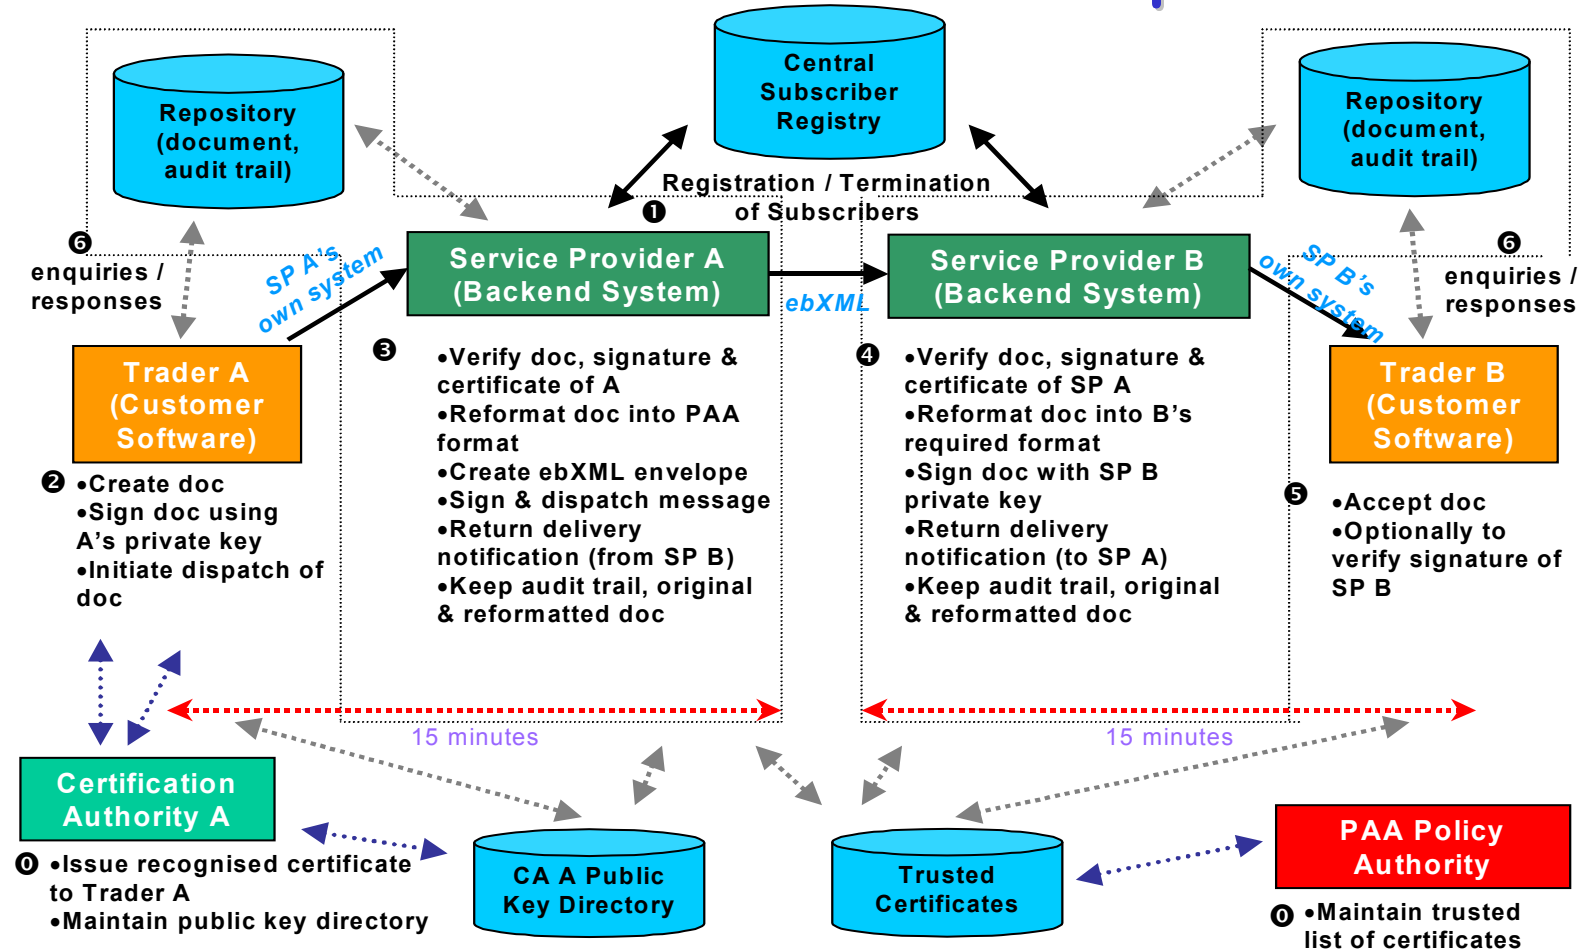 Central
Subscriber
Registry
Repository
(document,
audit trail)
Repository
(document,
audit trail)
Registration / Termination
of Subscribers
❶
❻
enquiries /
responses
SP A's
own system
Service Provider A
(Backend System)
ebXML
Service Provider B
(Backend System)
SP B's
own system
❻
enquiries /
responses
Trader A
(Customer
Software)
❷ •Create doc
•Sign doc using
A's private key
•Initiate dispatch of
doc
❸
•Verify doc, signature &
certificate of A
•Reformat doc into PAA
format
•Create ebXML envelope
•Sign & dispatch message
•Return delivery
notification (from SP B)
•Keep audit trail, original
& reformatted doc
❹
•Verify doc, signature &
certificate of SP A
•Reformat doc into B's
required format
•Sign doc with SP B
private key
•Return delivery
notification (to SP A)
•Keep audit trail, original
& reformatted doc
Trader B
(Customer
Software)
❺
•Accept doc
•Optionally to
verify signature of
SP B
15 minutes
15 minutes
Certification
Authority A
⓿ •Issue recognised certificate
to Trader A
•Maintain public key directory
CA A Public
Key Directory
Trusted
Certificates
PAA Policy
Authority
⓿ •Maintain trusted
list of certificates